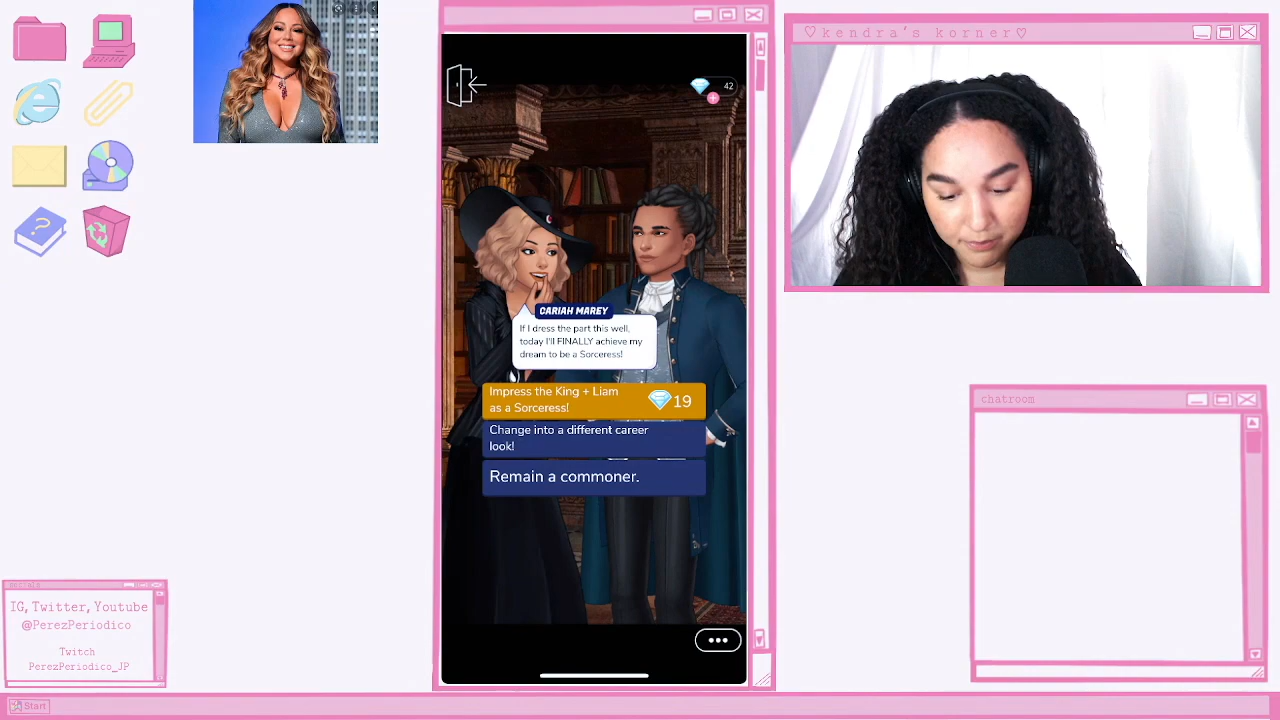 ♡kendra's korner♡
42
CARIAH MAREY
If I dress the part this well,
today I'll FINALLY achieve my
dream to be a Sorceress!
Impress the King + Liam
as a Sorceress!
19
Change into a different career
look!
Remain a commoner.
chatroom
IG, Twitter, Youtube
@PerezPeriodico
Twitch
PerezPeriodico_JP
Start